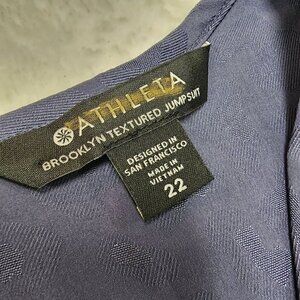 ATHLETA
BROOKLYN TEXTURED JUMPSUIT
DESIGNED IN
SAN FRANCISCO
MADE IN
VIETNAM
22